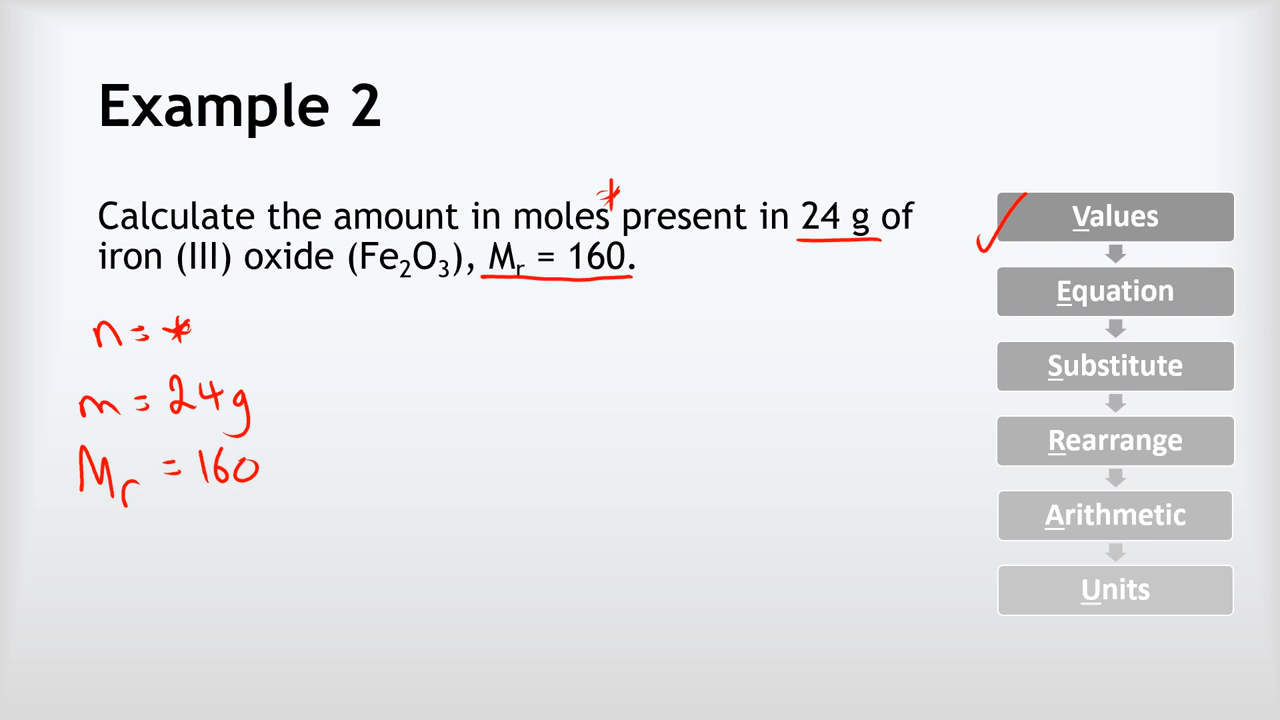 Example 2
Calculate the amount in moles* present in 24 g of
iron (III) oxide (Fe₂O₃), Mᵣ = 160.
n = *
m = 24g
Mᵣ = 160
Values
Equation
Substitute
Rearrange
Arithmetic
Units